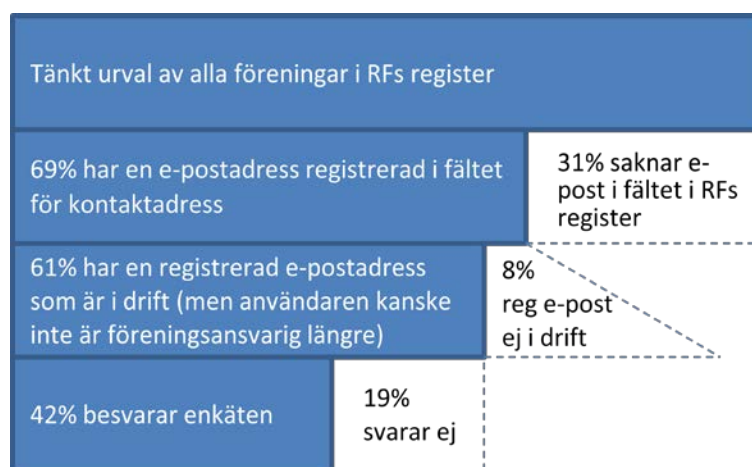 Tänkt urval av alla föreningar i RFs register
69% har en e-postadress registrerad i fältet
för kontaktadress
31% saknar e-
post i fältet i RFs
register
61% har en registrerad e-postadress
som är i drift (men användaren kanske
inte är föreningsansvarig längre)
8%
reg e-post
ej i drift
42% besvarar enkäten
19%
svarar ej